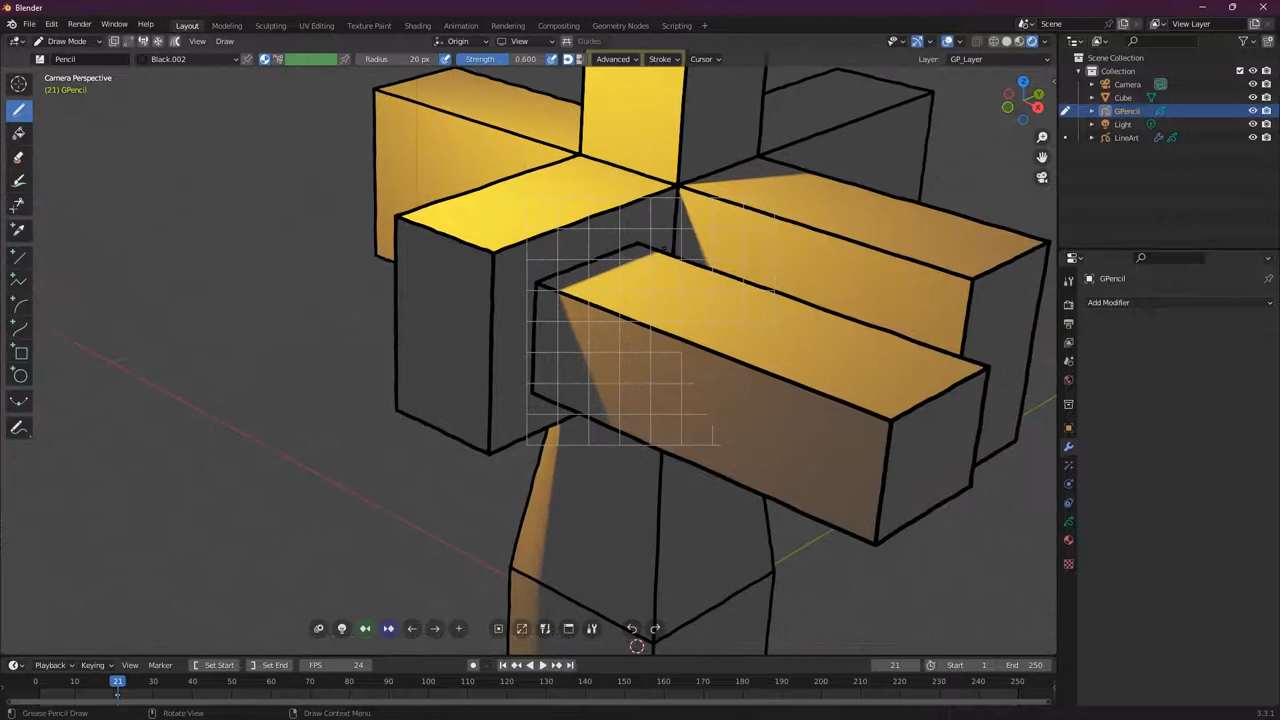 Blender
File Edit Render Window Help Layout Modeling Sculpting UV Editing Texture Paint Shading Animation Rendering Compositing Geometry Nodes Scripting + Scene View Layer
Draw Mode View Draw Origin View Guides
Pencil Black.002 Radius 20 px Strength 0.600 Advanced Stroke Cursor Layer: GP_Layer
Camera Perspective
(21) GPencil
Scene Collection
Collection
Camera
Cube
GPencil
Light
LineArt
GPencil
Add Modifier
X
Y
Z
Playback Keying View Marker Set Start Set End FPS 24 21 Start 1 End 250
0 10 21 30 40 50 60 70 80 90 100 110 120 130 140 150 160 170 180 190 200 210 220 230 240 250
Grease Pencil Draw Rotate View Draw Context Menu 3.3.1